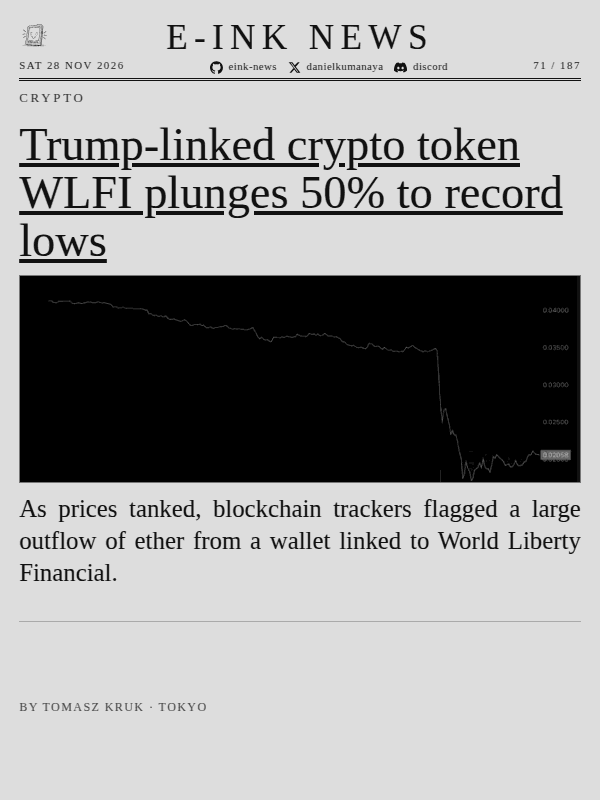 E-INK NEWS
SAT 28 NOV 2026
eink-news
danielkumanaya
discord
71 / 187
CRYPTO
Trump-linked crypto token
WLFI plunges 50% to record
lows
0.04000
0.03500
0.03000
0.02500
0.02068
As prices tanked, blockchain trackers flagged a large
outflow of ether from a wallet linked to World Liberty
Financial.
BY TOMASZ KRUK · TOKYO